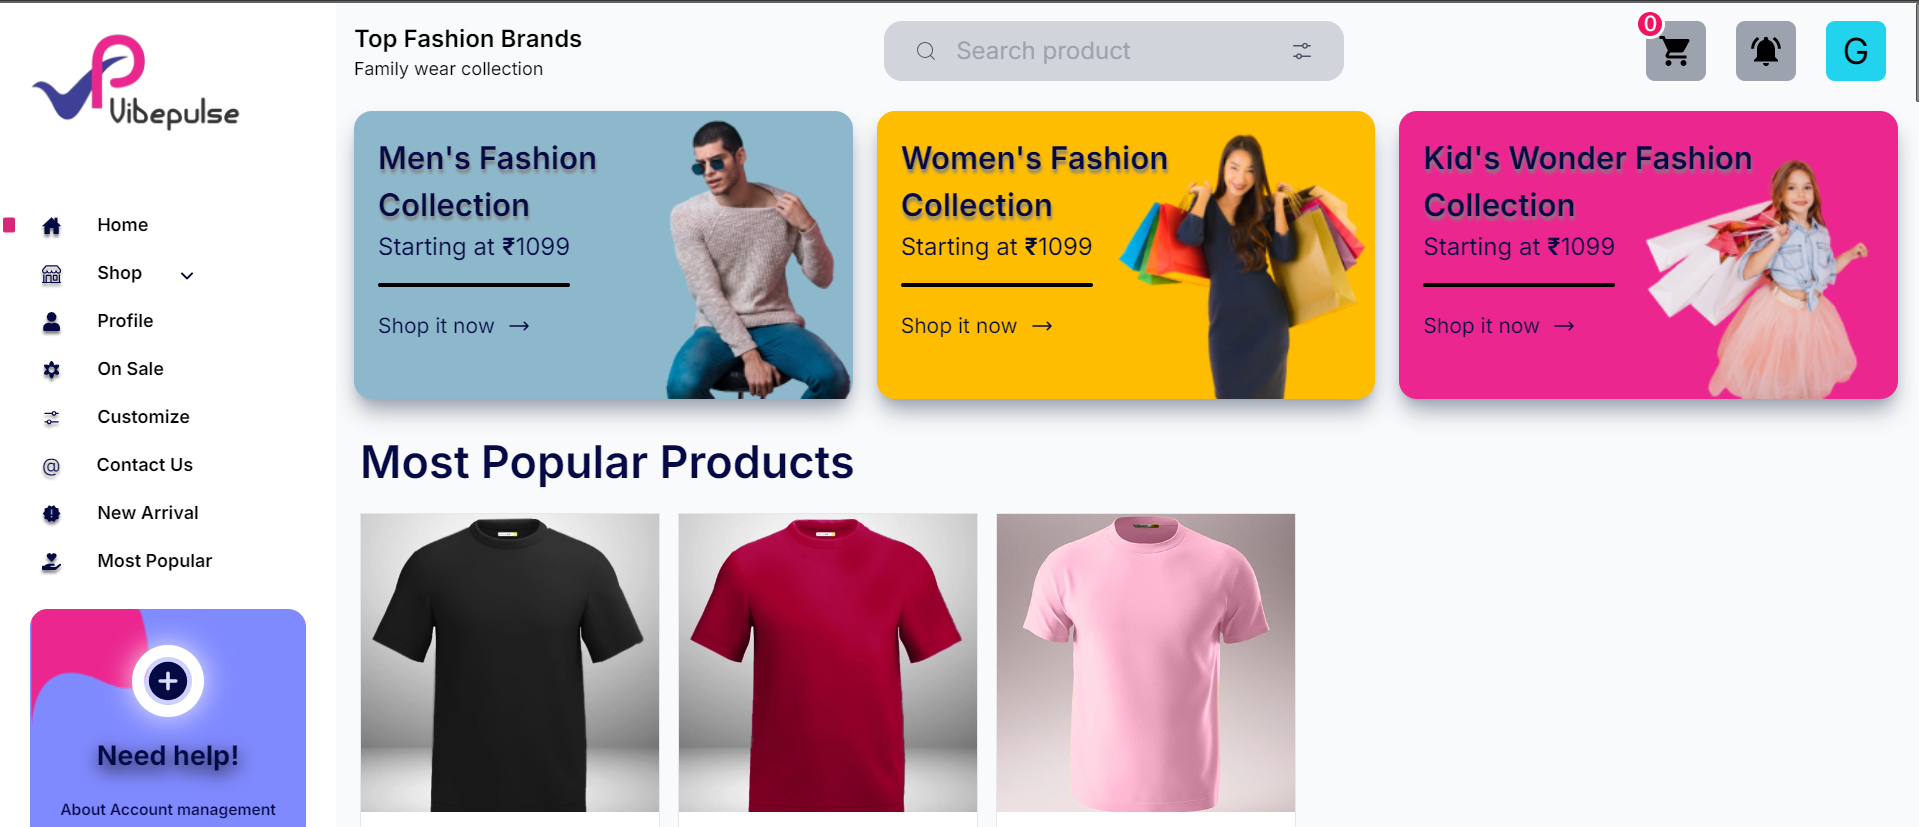 Vibepulse
Top Fashion Brands
Family wear collection
Search product
0
G
Home
Shop
Profile
On Sale
Customize
Contact Us
New Arrival
Most Popular
Need help!
About Account management
Men's Fashion
Collection
Starting at ₹1099
Shop it now →
Women's Fashion
Collection
Starting at ₹1099
Shop it now →
Kid's Wonder Fashion
Collection
Starting at ₹1099
Shop it now →
Most Popular Products